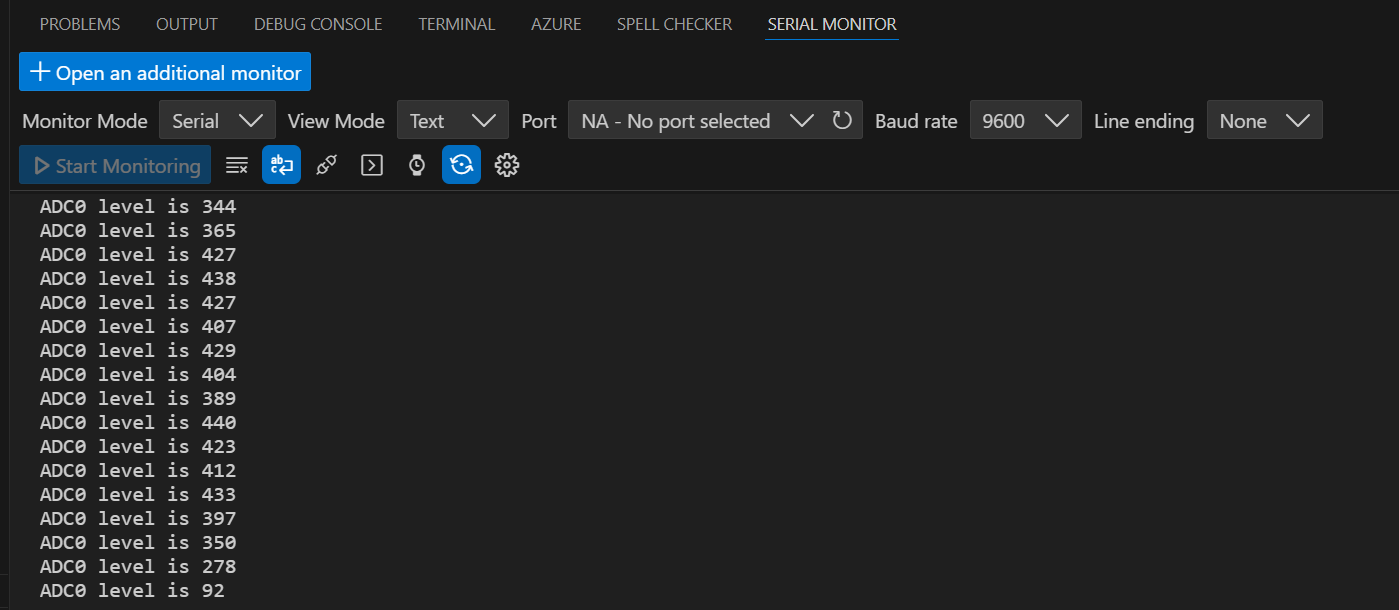 PROBLEMS OUTPUT DEBUG CONSOLE TERMINAL AZURE SPELL CHECKER SERIAL MONITOR
Open an additional monitor
Monitor Mode Serial View Mode Text Port NA - No port selected Baud rate 9600 Line ending None
Start Monitoring
ADC0 level is 344
ADC0 level is 365
ADC0 level is 427
ADC0 level is 438
ADC0 level is 427
ADC0 level is 407
ADC0 level is 429
ADC0 level is 404
ADC0 level is 389
ADC0 level is 440
ADC0 level is 423
ADC0 level is 412
ADC0 level is 433
ADC0 level is 397
ADC0 level is 350
ADC0 level is 278
ADC0 level is 92